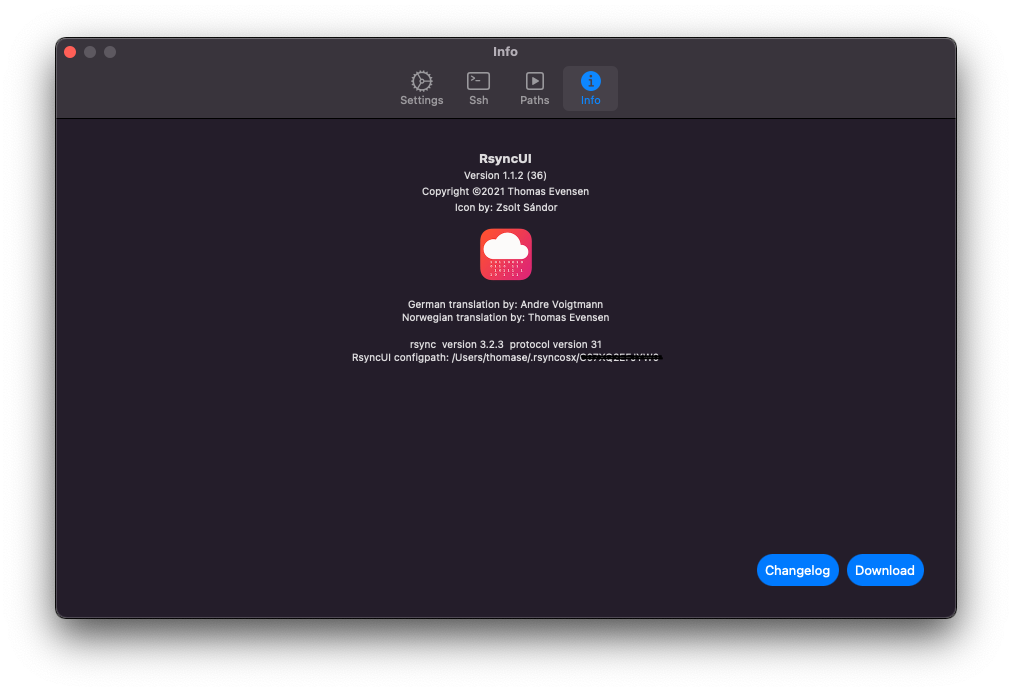 Info
Settings
Ssh
Paths
Info
RsyncUI
Version 1.1.2 (36)
Copyright ©2021 Thomas Evensen
Icon by: Zsolt Sándor
German translation by: Andre Voigtmann
Norwegian translation by: Thomas Evensen
rsync  version 3.2.3  protocol version 31
RsyncUI configpath: /Users/thomase/.rsyncosx/
Changelog
Download